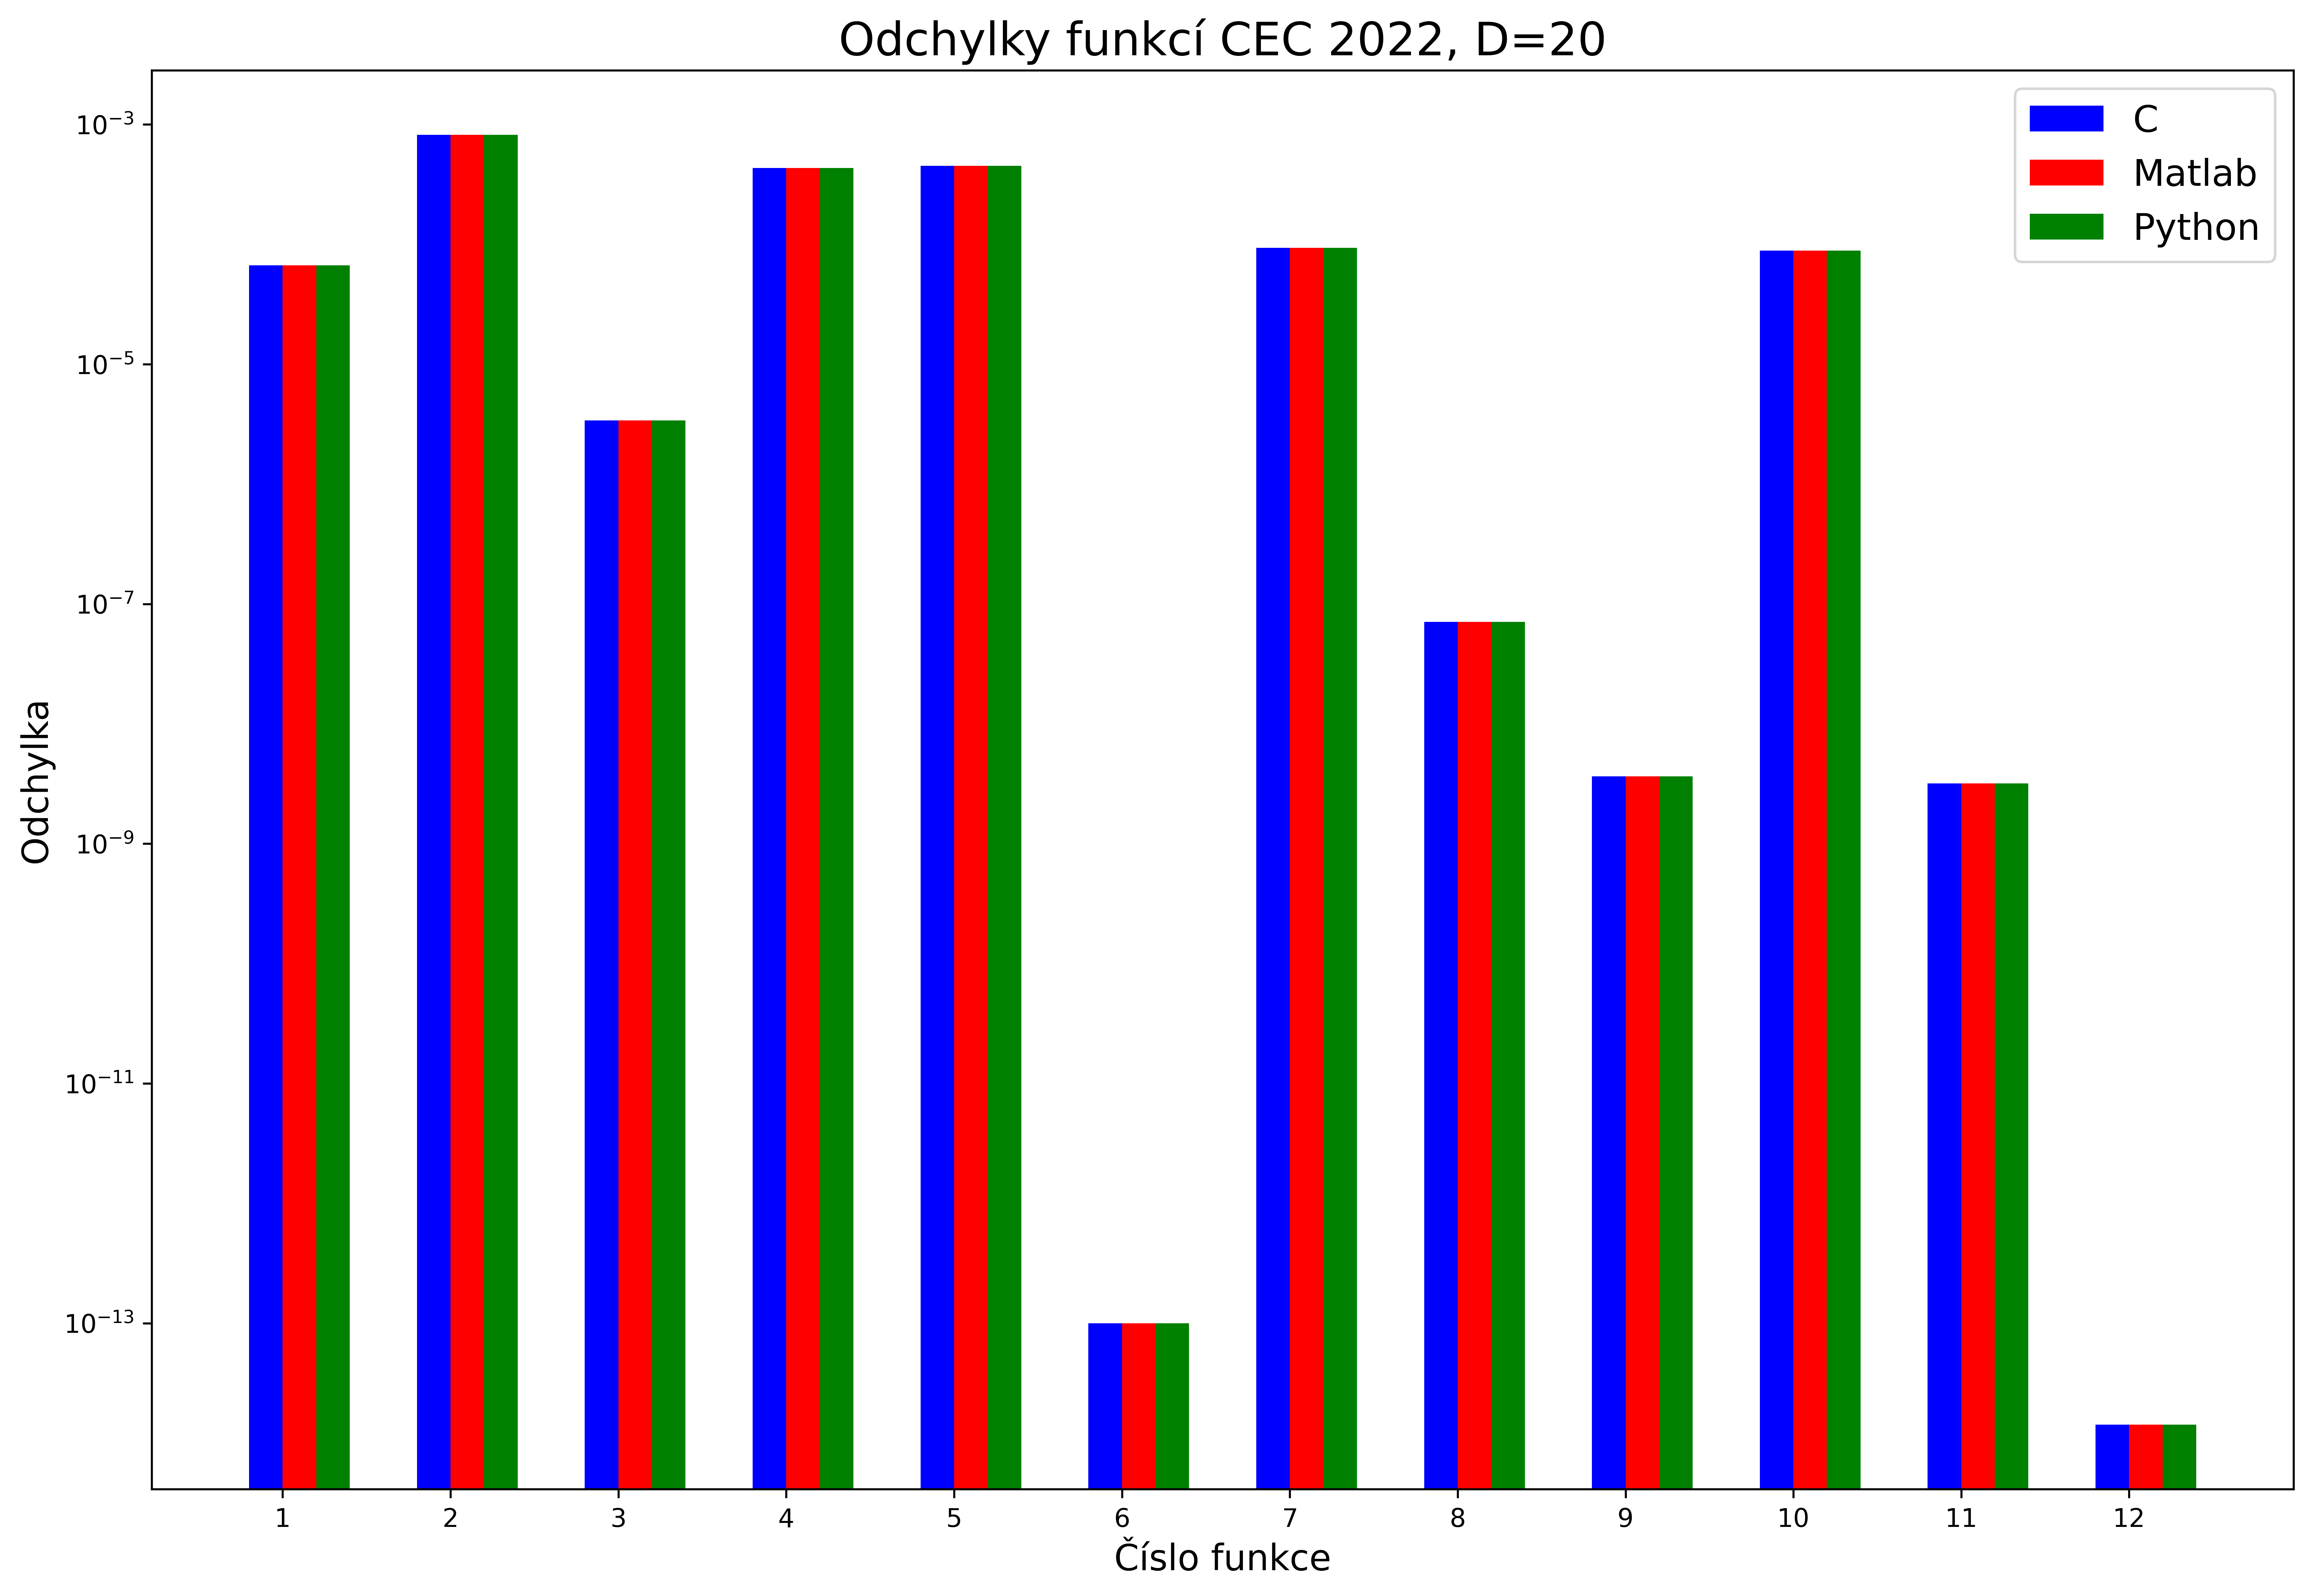 Odchylky funkcí CEC 2022, D=20
C
Matlab
Python
Odchylka
10⁻³
10⁻⁵
10⁻⁷
10⁻⁹
10⁻¹¹
10⁻¹³
1 2 3 4 5 6 7 8 9 10 11 12
Číslo funkce